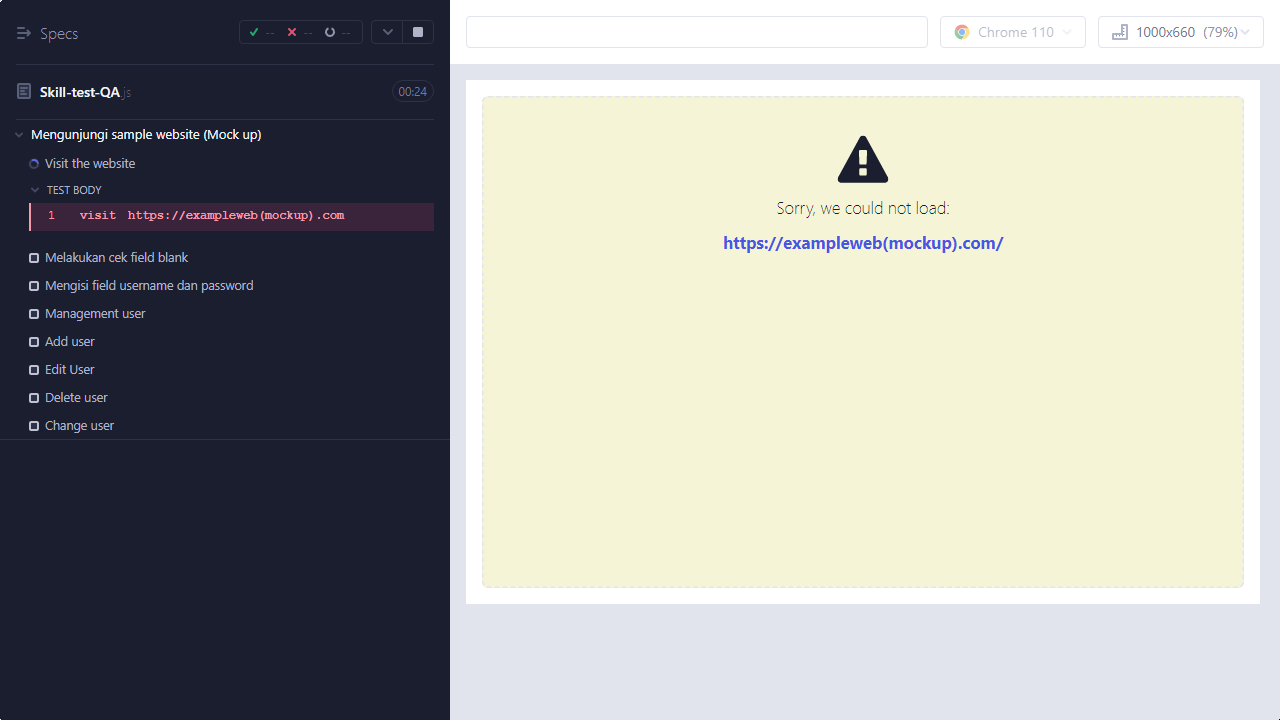 Specs
-- -- --
Skill-test-QA.js
00:24
Mengunjungi sample website (Mock up)
Visit the website
TEST BODY
1 visit https://exampleweb(mockup).com
Melakukan cek field blank
Mengisi field username dan password
Management user
Add user
Edit User
Delete user
Change user
Chrome 110
1000x660 (79%)
Sorry, we could not load:
https://exampleweb(mockup).com/